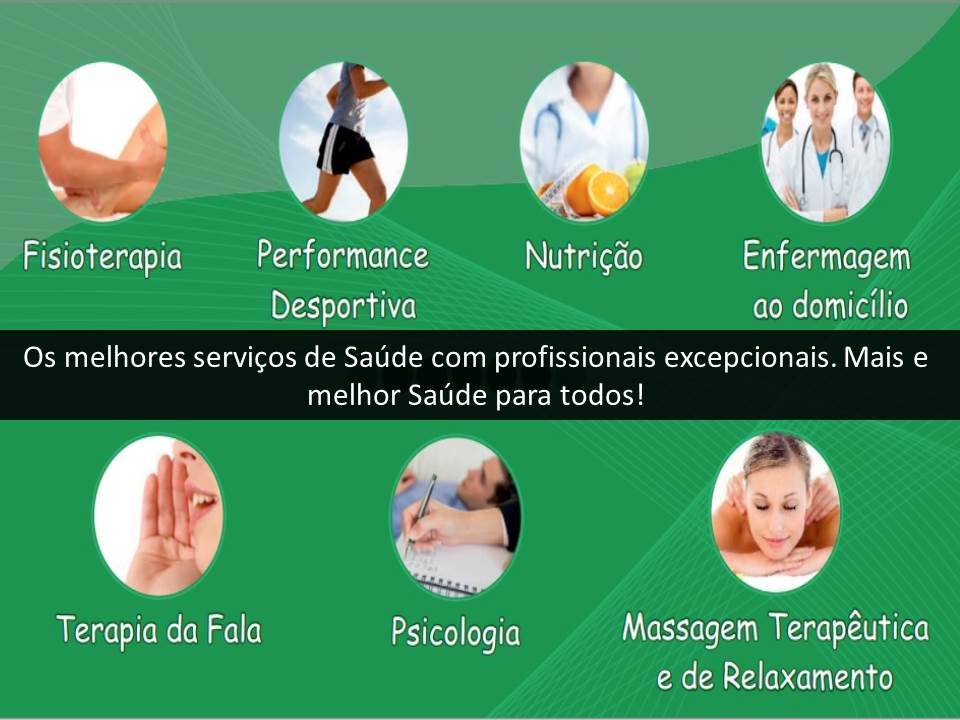 Fisioterapia
Performance
Desportiva
Nutrição
Enfermagem
ao domicílio
Os melhores serviços de Saúde com profissionais excepcionais. Mais e
melhor Saúde para todos!
Terapia da Fala
Psicologia
Massagem Terapêutica
e de Relaxamento